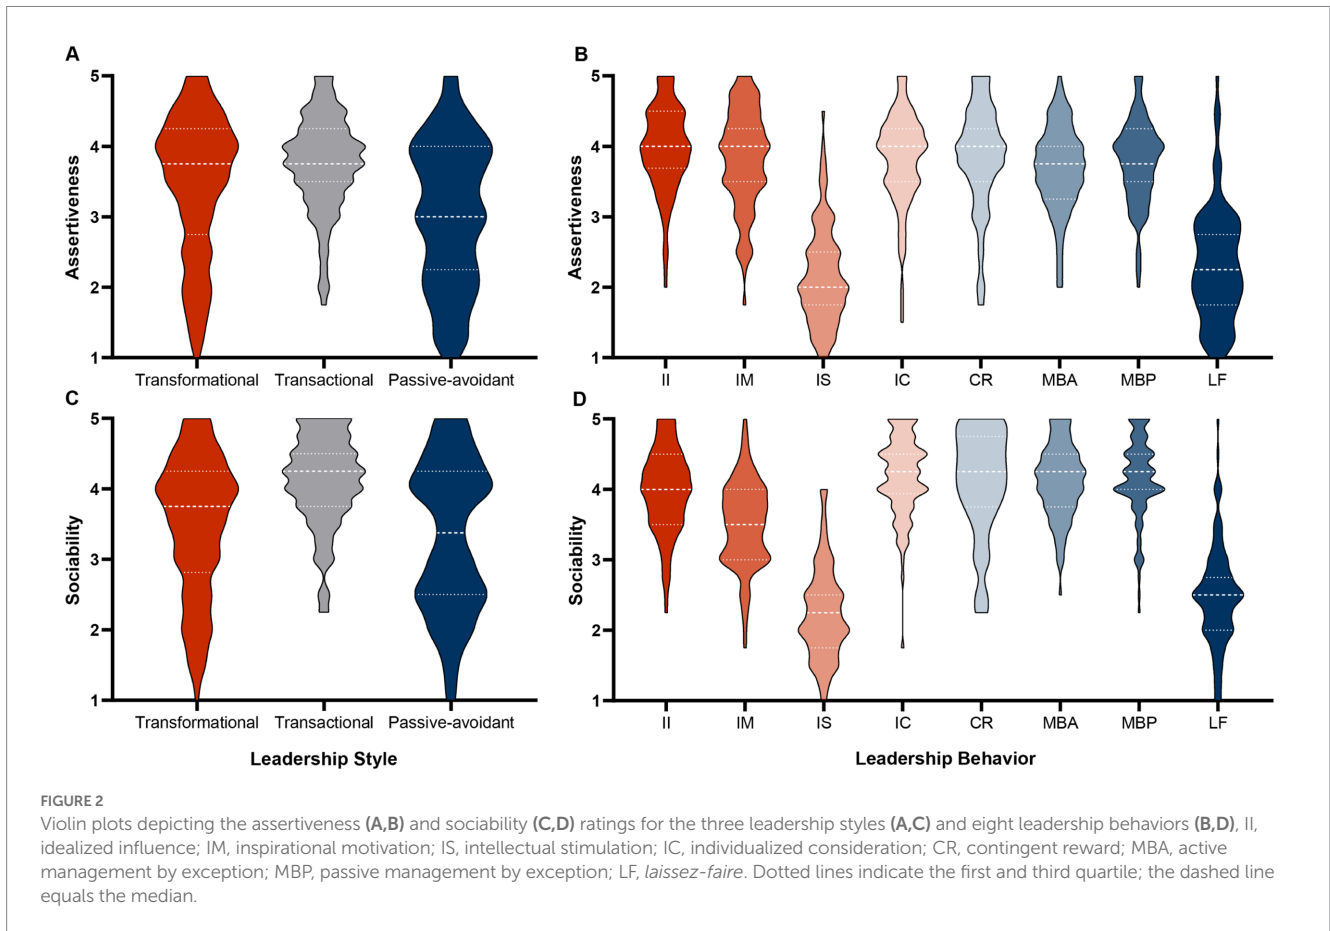 A
5
4
3
2
1
Assertiveness
Transformational
Transactional
Passive-avoidant
B
5
4
3
2
1
Assertiveness
II
IM
IS
IC
CR
MBA
MBP
LF
C
5
4
3
2
1
Sociability
Transformational
Transactional
Passive-avoidant
Leadership Style
D
5
4
3
2
1
Sociability
II
IM
IS
IC
CR
MBA
MBP
LF
Leadership Behavior
FIGURE 2
Violin plots depicting the assertiveness (A,B) and sociability (C,D) ratings for the three leadership styles (A,C) and eight leadership behaviors (B,D), II,
idealized influence; IM, inspirational motivation; IS, intellectual stimulation; IC, individualized consideration; CR, contingent reward; MBA, active
management by exception; MBP, passive management by exception; LF, laissez-faire. Dotted lines indicate the first and third quartile; the dashed line
equals the median.